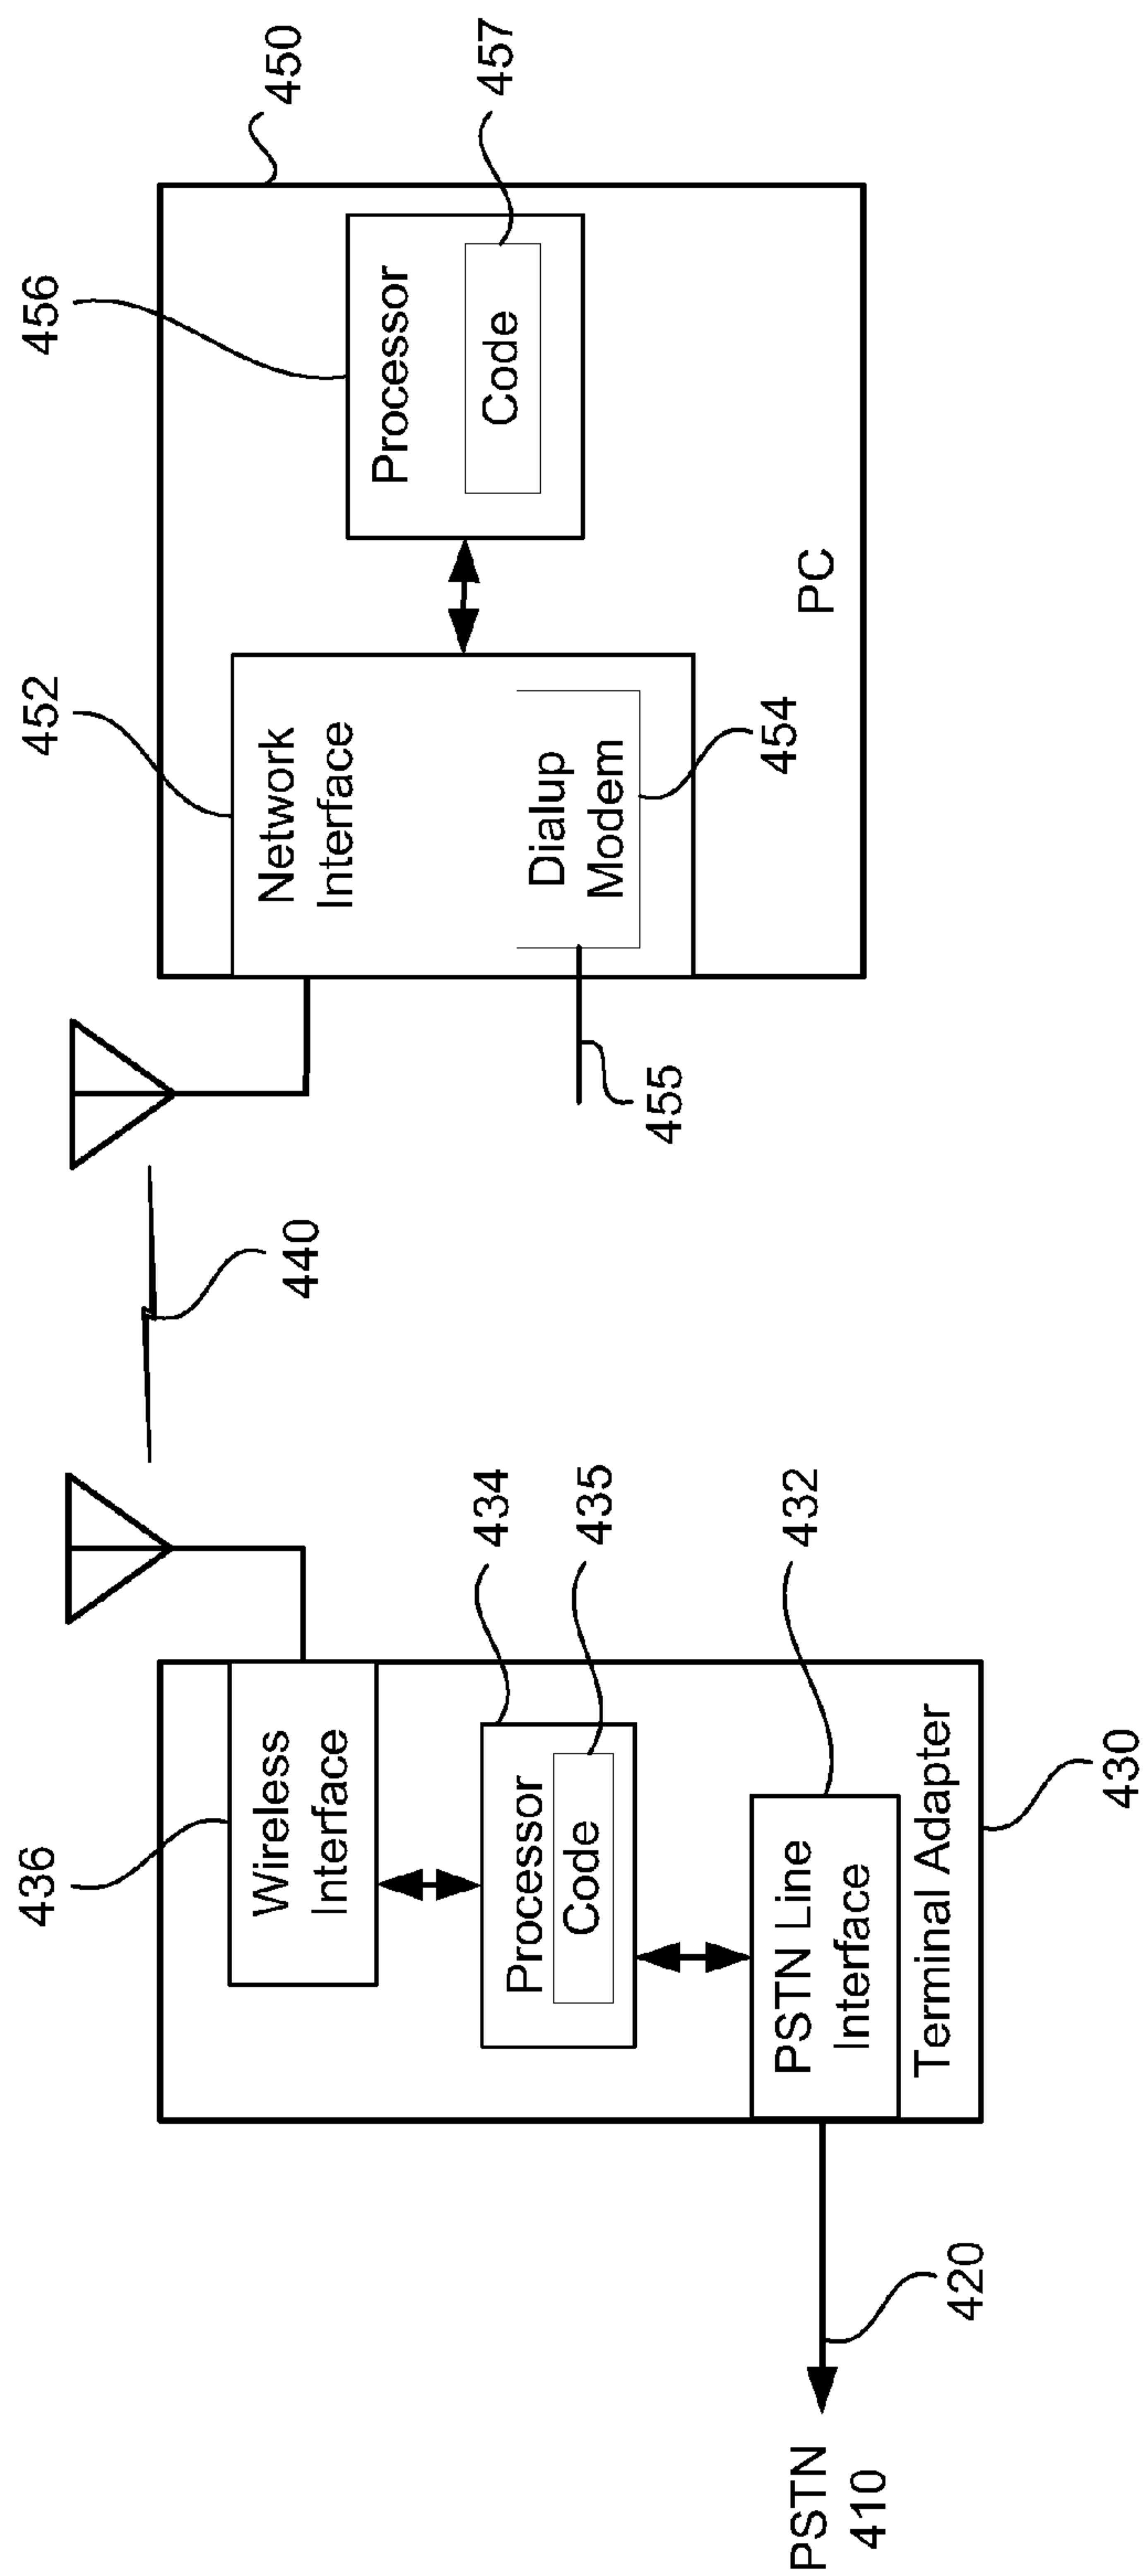 PSTN
410
420
436
Wireless
Interface
434
Processor
435
Code
432
PSTN Line
Interface
Terminal Adapter
430
440
450
452
Network
Interface
455
Dialup
Modem
454
456
Processor
457
Code
PC